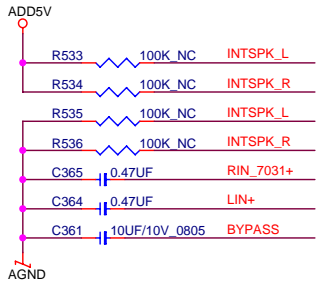 ADD5V
R533 100K_NC INTSPK_L
R534 100K_NC INTSPK_R
R535 100K_NC INTSPK_L
R536 100K_NC INTSPK_R
C365 0.47UF RIN_7031+
C364 0.47UF LIN+
C361 10UF/10V_0805 BYPASS
AGND